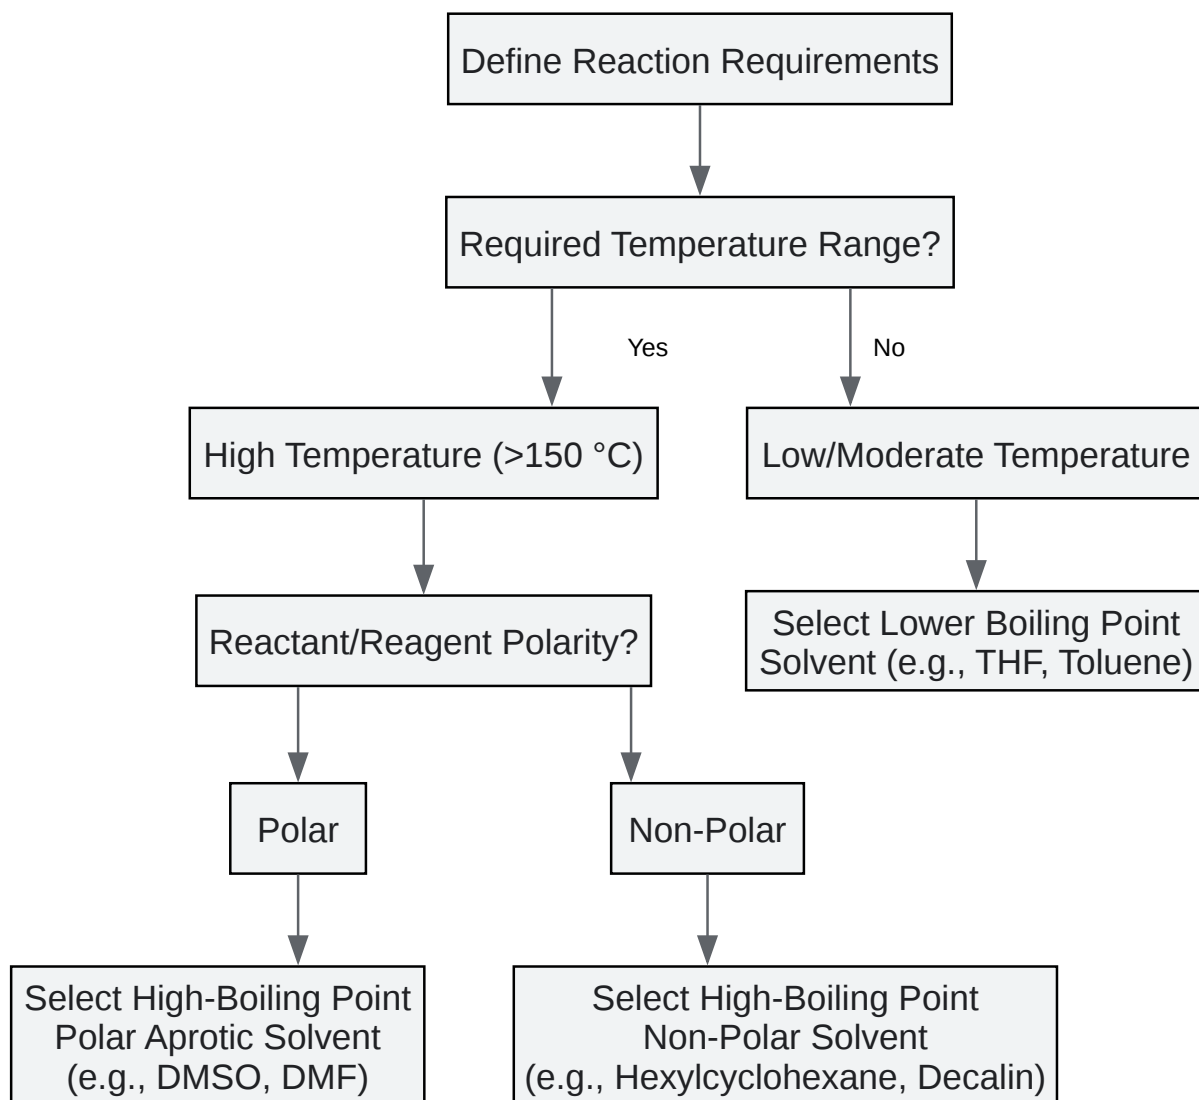 Define Reaction Requirements
Required Temperature Range?
Yes
No
High Temperature (>150 °C)
Low/Moderate Temperature
Reactant/Reagent Polarity?
Select Lower Boiling Point
Solvent (e.g., THF, Toluene)
Polar
Non-Polar
Select High-Boiling Point
Polar Aprotic Solvent
(e.g., DMSO, DMF)
Select High-Boiling Point
Non-Polar Solvent
(e.g., Hexylcyclohexane, Decalin)